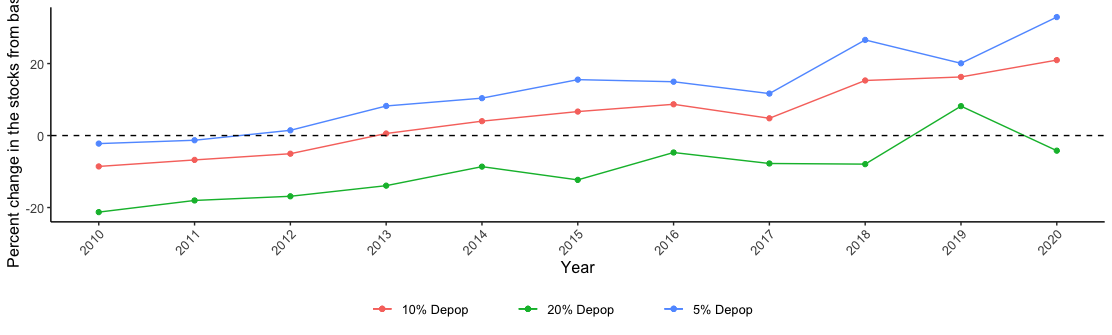 Percent change in the stocks from bas
20
0
-20
2010 2011 2012 2013 2014 2015 2016 2017 2018 2019 2020
Year
10% Depop 20% Depop 5% Depop